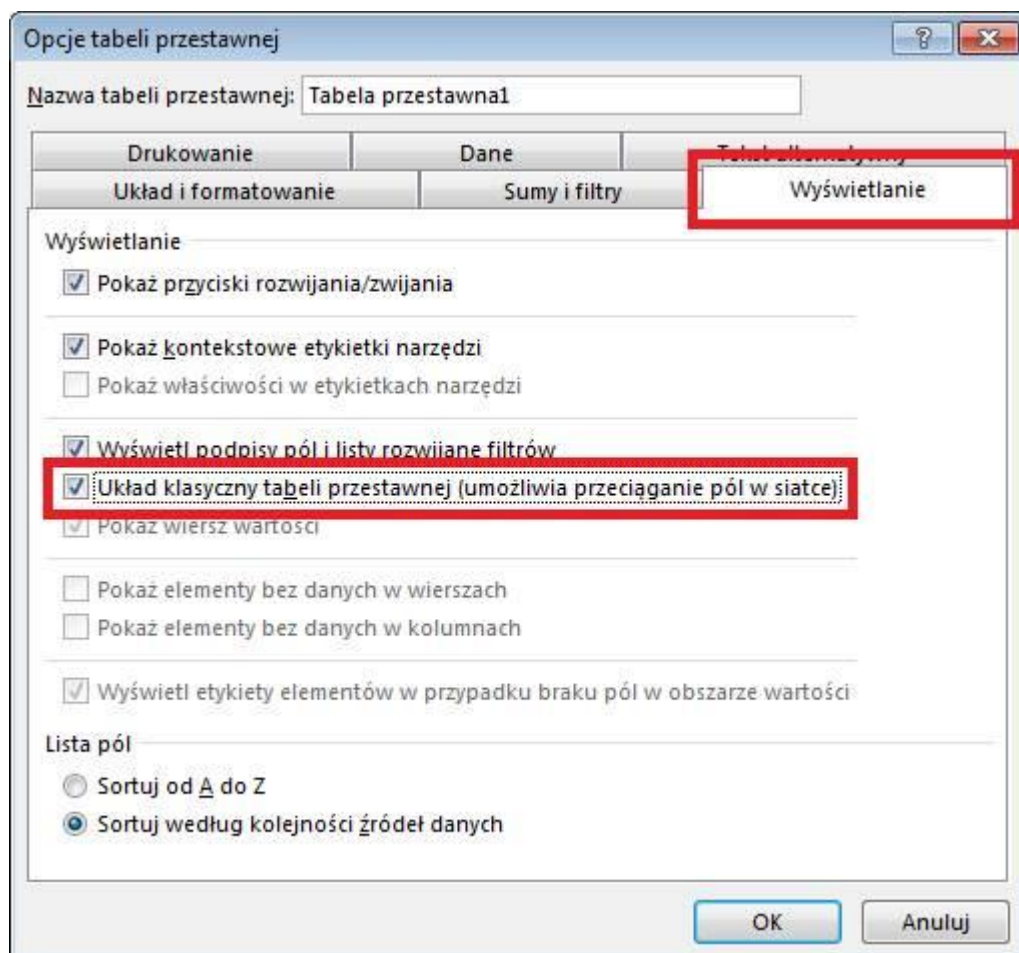 Opcje tabeli przestawnej
Nazwa tabeli przestawnej: Tabela przestawna1
Drukowanie Dane Tekst alternatywny
Układ i formatowanie Sumy i filtry Wyświetlanie
Wyświetlanie
Pokaż przyciski rozwijania/zwijania
Pokaż kontekstowe etykietki narzędzi
Pokaż właściwości w etykietkach narzędzi
Wyświetl podpisy pól i listy rozwijane filtrów
Układ klasyczny tabeli przestawnej (umożliwia przeciąganie pól w siatce)
Pokaż wiersz wartości
Pokaż elementy bez danych w wierszach
Pokaż elementy bez danych w kolumnach
Wyświetl etykiety elementów w przypadku braku pól w obszarze wartości
Lista pól
Sortuj od A do Z
Sortuj według kolejności źródeł danych
OK Anuluj